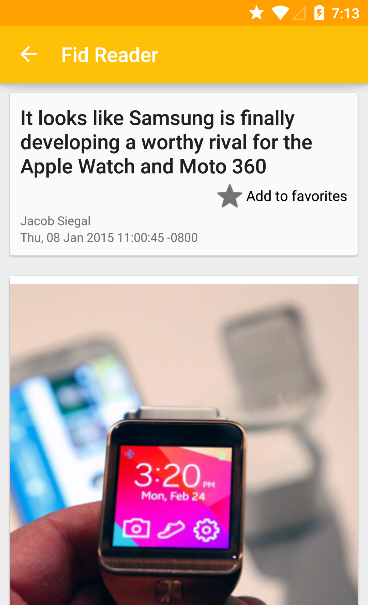 7:13
Fid Reader
It looks like Samsung is finally
developing a worthy rival for the
Apple Watch and Moto 360
Add to favorites
Jacob Siegal
Thu, 08 Jan 2015 11:00:45 -0800
3:20 PM
Mon, Feb 24